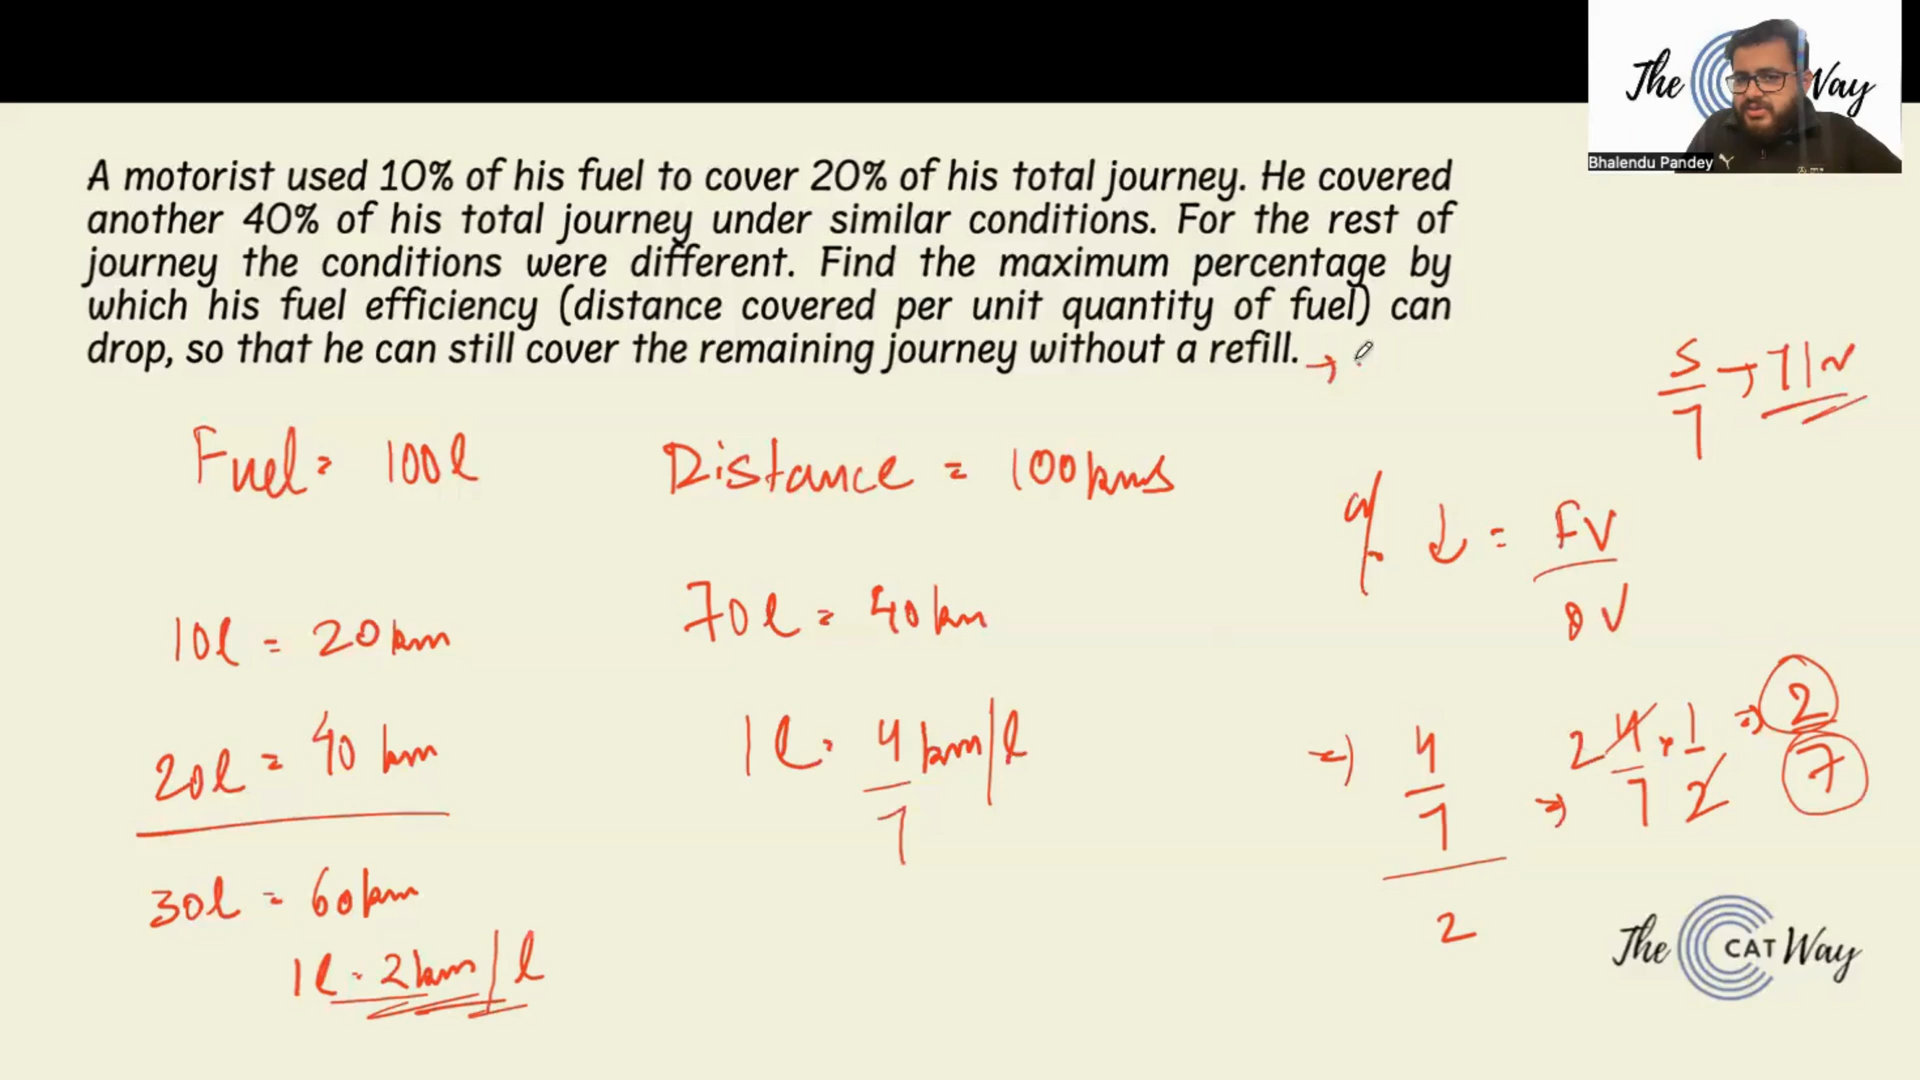 The Way
Bhalendu Pandey
A motorist used 10% of his fuel to cover 20% of his total journey. He covered
another 40% of his total journey under similar conditions. For the rest of
journey the conditions were different. Find the maximum percentage by
which his fuel efficiency (distance covered per unit quantity of fuel) can
drop, so that he can still cover the remaining journey without a refill. →
5/7 → 71%
Fuel = 100l
Distance = 100kms
% ↓ = FV/OV
10l = 20km
70l = 40km
20l = 40 km
1l = 4/7 km/l
⇒ 4/7 / 2
⇒ 2 4/7 × 1/2 ⇒ 2/7
30l = 60km
1l = 2km/l
The CAT Way